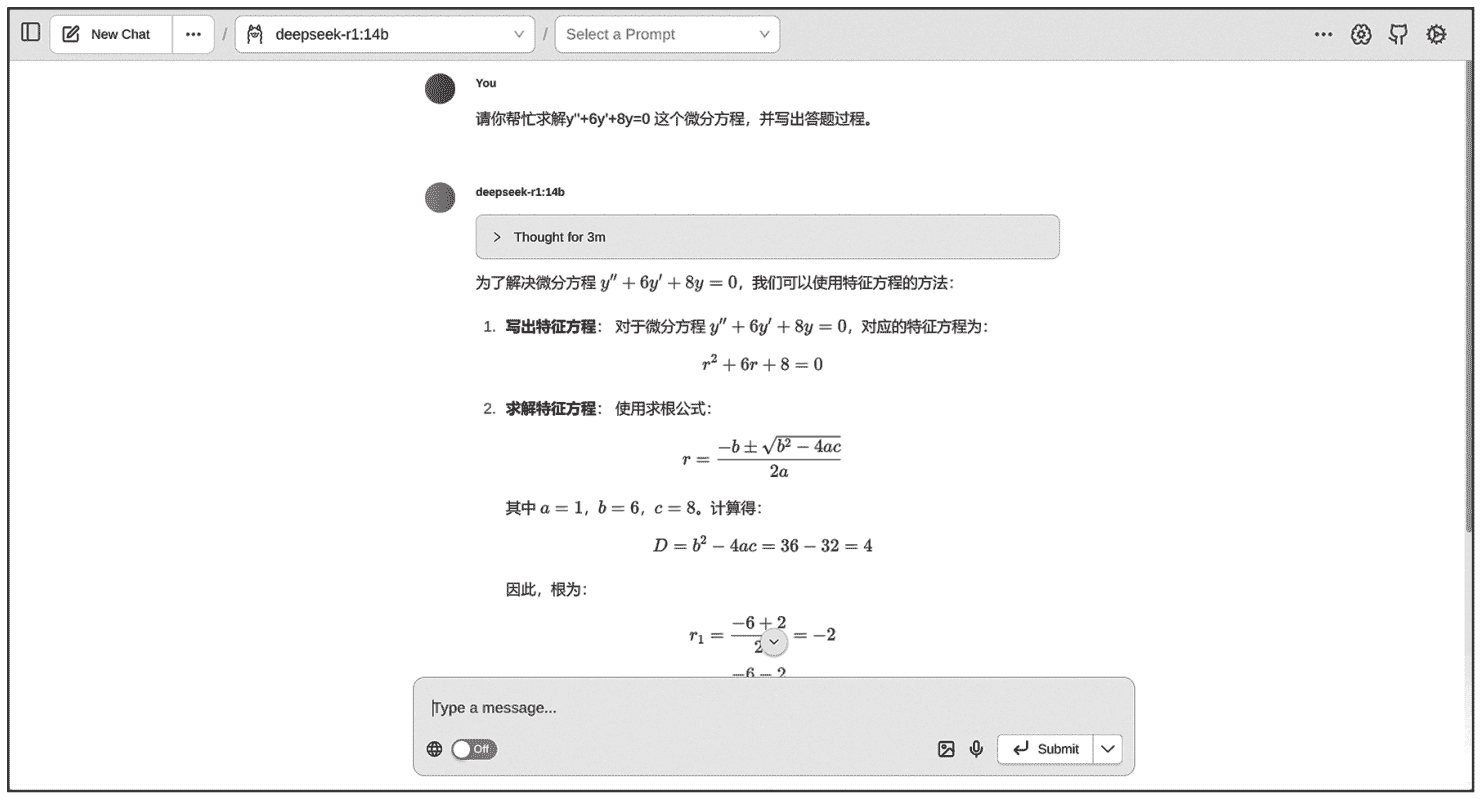 New Chat ••• / deepseek-r1:14b / Select a Prompt •••
You
请你帮忙求解y"+6y'+8y=0 这个微分方程，并写出答题过程。
deepseek-r1:14b
> Thought for 3m
为了解决微分方程 y″ + 6y′ + 8y = 0，我们可以使用特征方程的方法：
1. 写出特征方程： 对于微分方程 y″ + 6y′ + 8y = 0，对应的特征方程为：
r² + 6r + 8 = 0
2. 求解特征方程： 使用求根公式：
r = (−b ± √(b² − 4ac)) / 2a
其中 a = 1，b = 6，c = 8。计算得：
D = b² − 4ac = 36 − 32 = 4
因此，根为：
r₁ = (−6 + 2) / 2 = −2
−6 − 2
Type a message...
Off
Submit